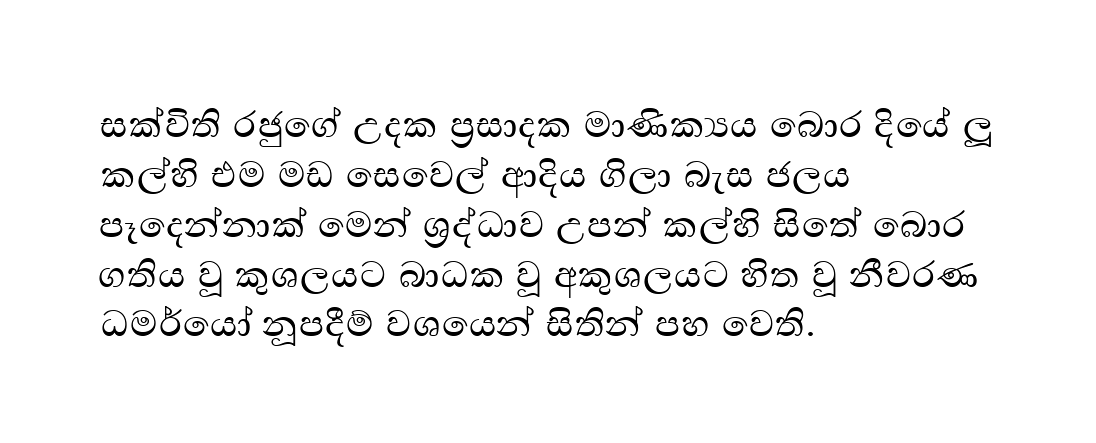 සක්විති රජුගේ උදක ප්‍රසාදක මාණික්‍යය බොර දියේ ලූ
කල්හි එම මඩ සෙවෙල් ආදිය ගිලා බැස ජලය
පෑදෙන්නාක් මෙන් ශ්‍රද්ධාව උපන් කල්හි සිතේ බොර
ගතිය වූ කුශලයට බාධක වූ අකුශලයට හිත වූ නීවරණ
ධමර්යෝ නූපදීම් වශයෙන් සිතින් පහ වෙති.